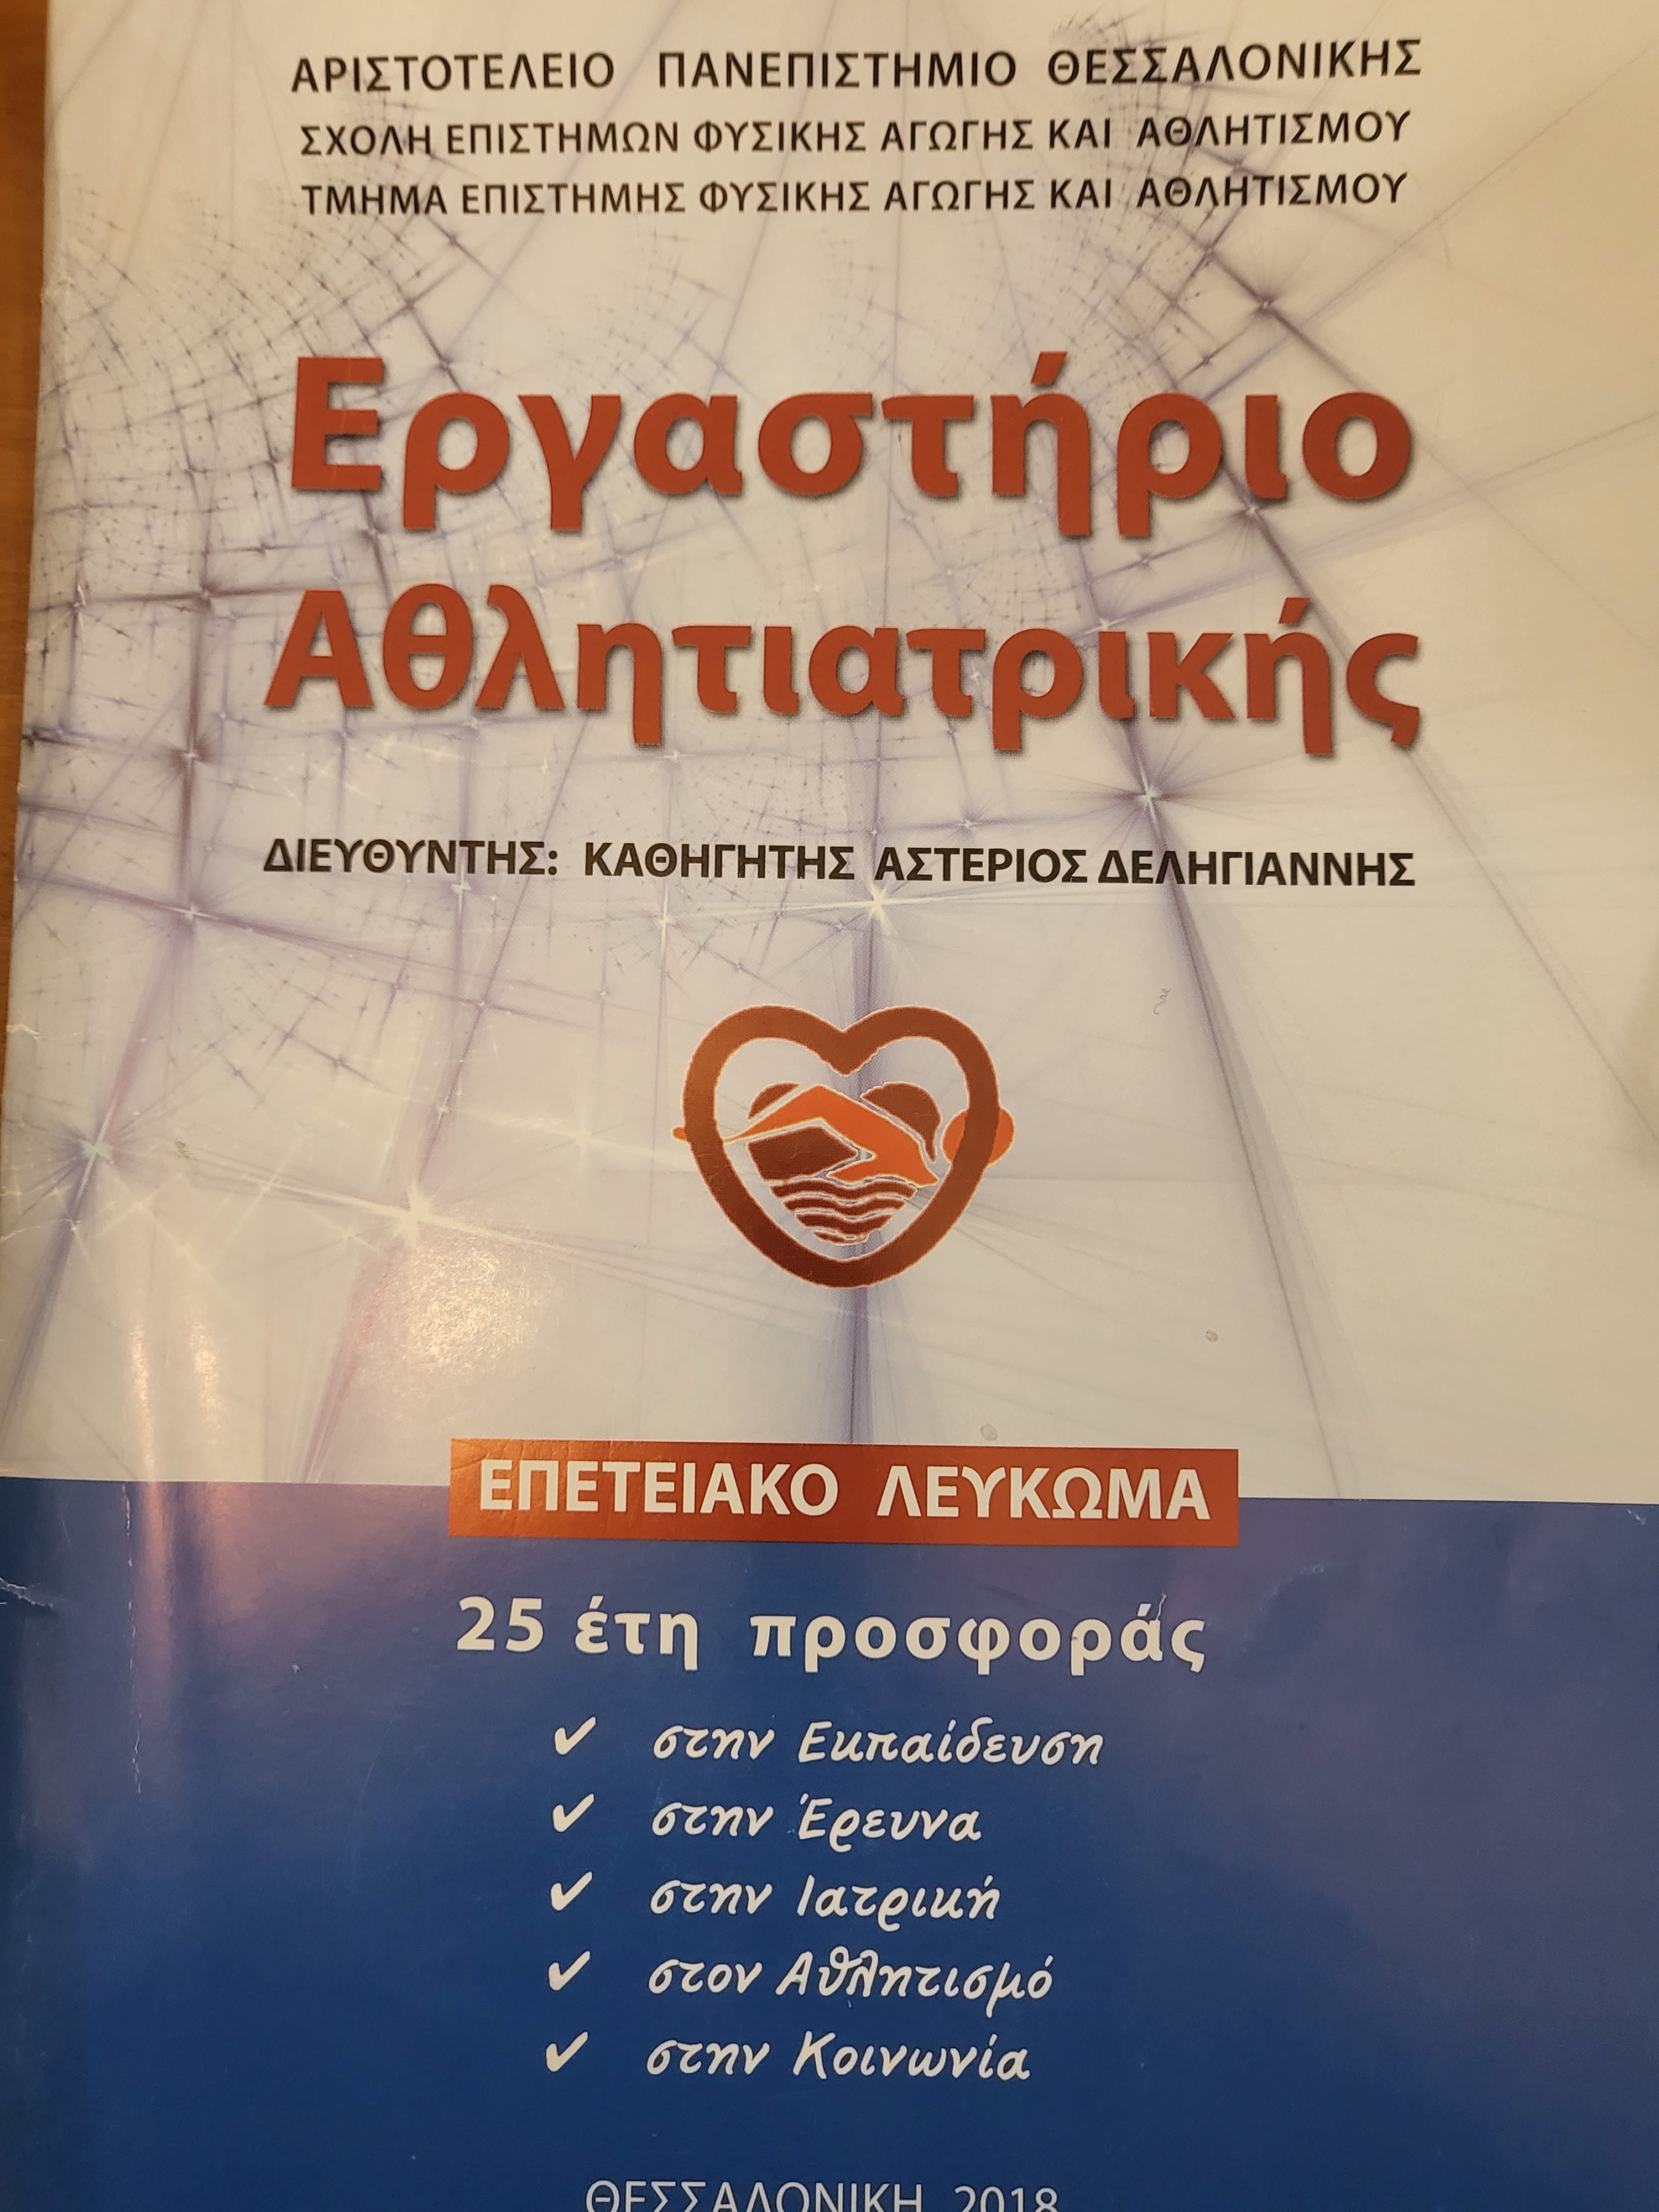 ΑΡΙΣΤΟΤΕΛΕΙΟ ΠΑΝΕΠΙΣΤΗΜΙΟ ΘΕΣΣΑΛΟΝΙΚΗΣ
ΣΧΟΛΗ ΕΠΙΣΤΗΜΩΝ ΦΥΣΙΚΗΣ ΑΓΩΓΗΣ ΚΑΙ ΑΘΛΗΤΙΣΜΟΥ
ΤΜΗΜΑ ΕΠΙΣΤΗΜΗΣ ΦΥΣΙΚΗΣ ΑΓΩΓΗΣ ΚΑΙ ΑΘΛΗΤΙΣΜΟΥ
Εργαστήριο
Αθλητιατρικής
ΔΙΕΥΘΥΝΤΗΣ: ΚΑΘΗΓΗΤΗΣ ΑΣΤΕΡΙΟΣ ΔΕΛΗΓΙΑΝΝΗΣ
ΕΠΕΤΕΙΑΚΟ ΛΕΥΚΩΜΑ
25 έτη προσφοράς
✔ στην Εκπαίδευση
✔ στην Έρευνα
✔ στην Ιατρική
✔ στον Αθλητισμό
✔ στην Κοινωνία
ΘΕΣΣΑΛΟΝΙΚΗ 2018